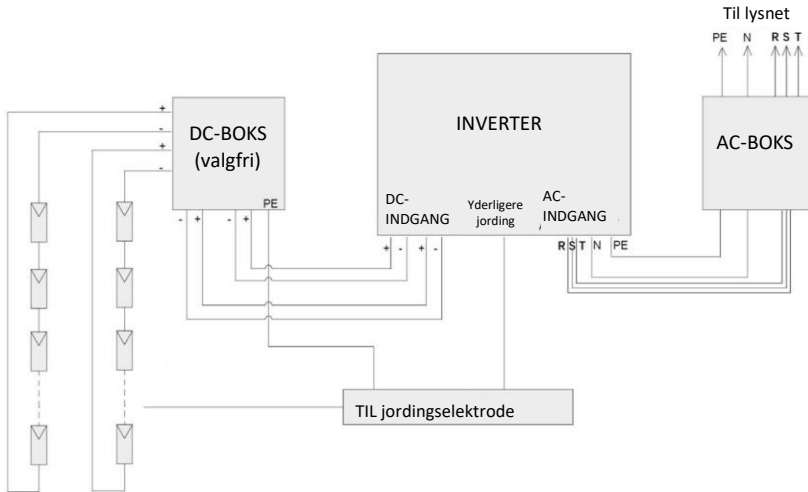 Til lysnet
PE N R S T
+
-
+
-
DC-BOKS
(valgfri)
PE
- + - +
INVERTER
DC-
INDGANG
Yderligere
jording
AC-
INDGANG
+ - + -
R S T N PE
AC-BOKS
TIL jordingselektrode